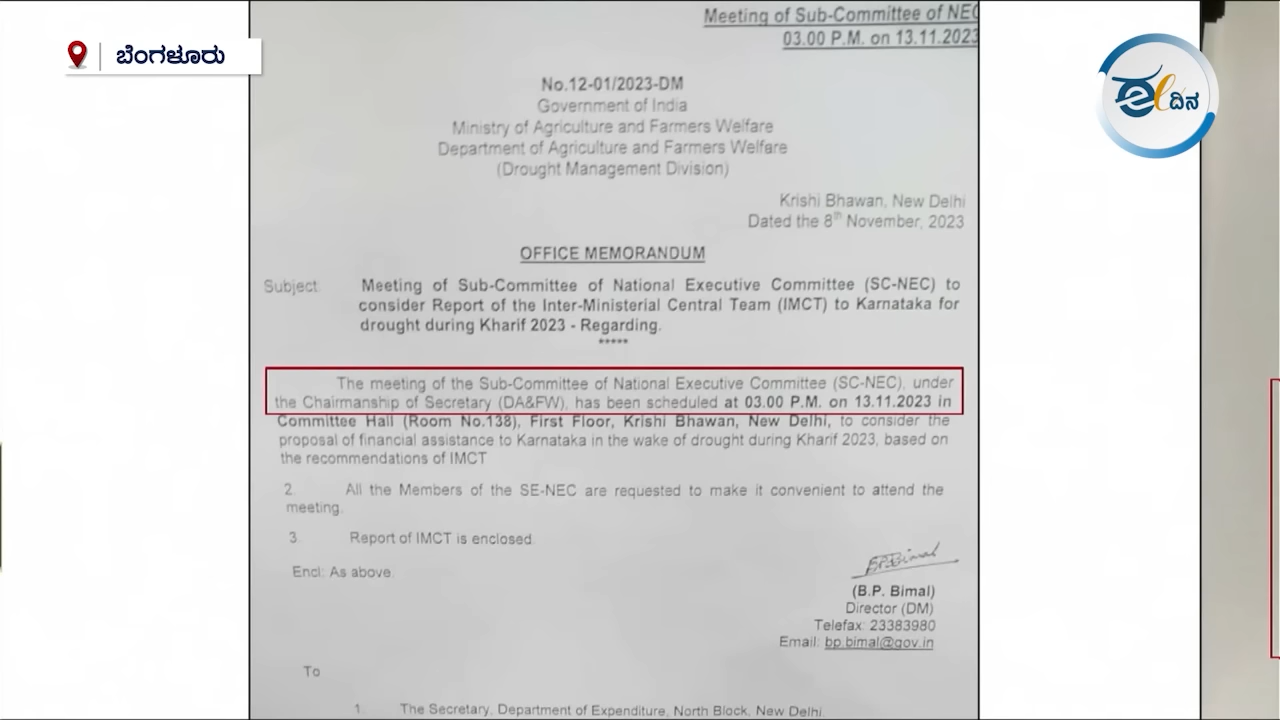 ಬೆಂಗಳೂರು
eಲ ದಿನ
Meeting of Sub-Committee of NEC
03.00 P.M. on 13.11.2023
No.12-01/2023-DM
Government of India
Ministry of Agriculture and Farmers Welfare
Department of Agriculture and Farmers Welfare
(Drought Management Division)
Krishi Bhawan, New Delhi
Dated the 8th November, 2023
OFFICE MEMORANDUM
Subject Meeting of Sub-Committee of National Executive Committee (SC-NEC) to
consider Report of the Inter-Ministerial Central Team (IMCT) to Karnataka for
drought during Kharif 2023 - Regarding.
*****
The meeting of the Sub-Committee of National Executive Committee (SC-NEC), under
the Chairmanship of Secretary (DA&FW), has been scheduled at 03.00 P.M. on 13.11.2023 in
Committee Hall (Room No.138), First Floor, Krishi Bhawan, New Delhi, to consider the
proposal of financial assistance to Karnataka in the wake of drought during Kharif 2023, based on
the recommendations of IMCT
2. All the Members of the SE-NEC are requested to make it convenient to attend the
meeting.
3. Report of IMCT is enclosed.
Encl: As above.
(B.P. Bimal)
Director (DM)
Telefax: 23383980
Email: bp.bimal@gov.in
To
1. The Secretary, Department of Expenditure, North Block, New Delhi.